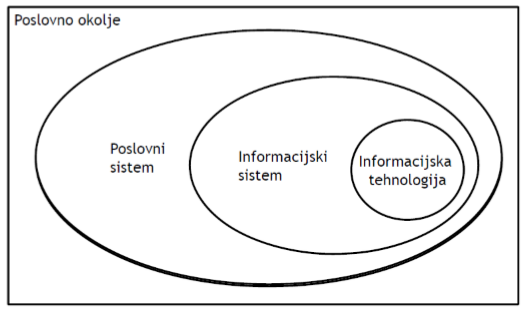 Poslovno okolje
Poslovni
sistem
Informacijski
sistem
Informacijska
tehnologija